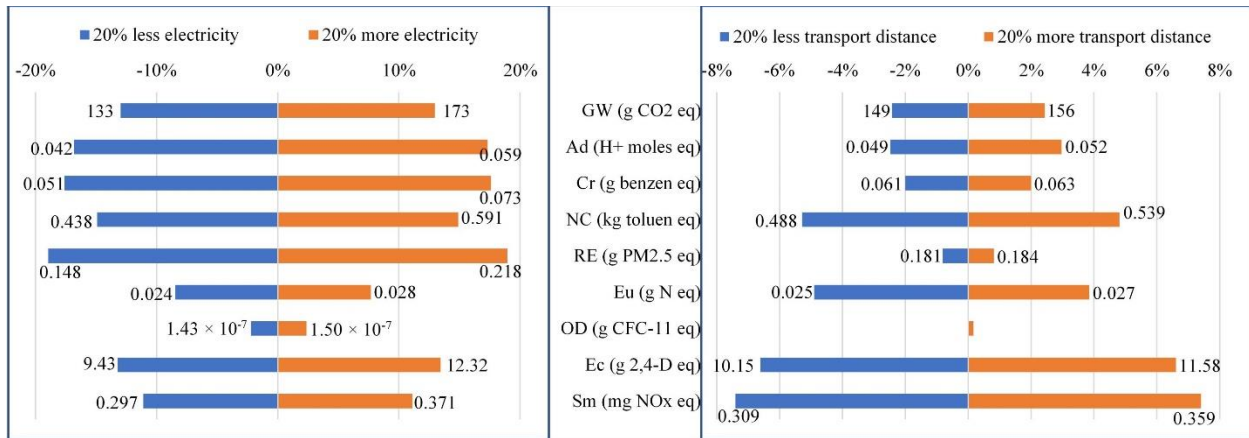 20% less electricity 20% more electricity
-20% -10% 0% 10% 20%
133 173
0.042 0.059
0.051 0.073
0.438 0.591
0.148 0.218
0.024 0.028
1.43 × 10⁻⁷ 1.50 × 10⁻⁷
9.43 12.32
0.297 0.371
GW (g CO2 eq)
Ad (H+ moles eq)
Cr (g benzen eq)
NC (kg toluen eq)
RE (g PM2.5 eq)
Eu (g N eq)
OD (g CFC-11 eq)
Ec (g 2,4-D eq)
Sm (mg NOx eq)
20% less transport distance 20% more transport distance
-8% -6% -4% -2% 0% 2% 4% 6% 8%
149 156
0.049 0.052
0.061 0.063
0.488 0.539
0.181 0.184
0.025 0.027
10.15 11.58
0.309 0.359